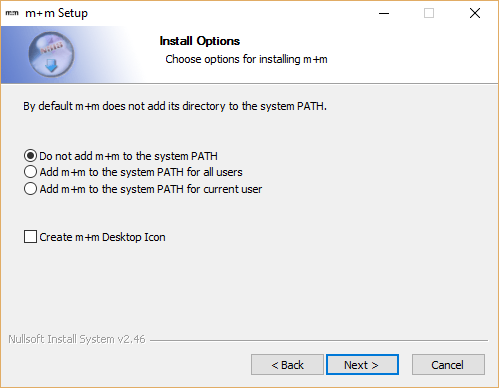 m+m m+m Setup
Install Options
Choose options for installing m+m
By default m+m does not add its directory to the system PATH.
Do not add m+m to the system PATH
Add m+m to the system PATH for all users
Add m+m to the system PATH for current user
Create m+m Desktop Icon
Nullsoft Install System v2.46
< Back Next > Cancel